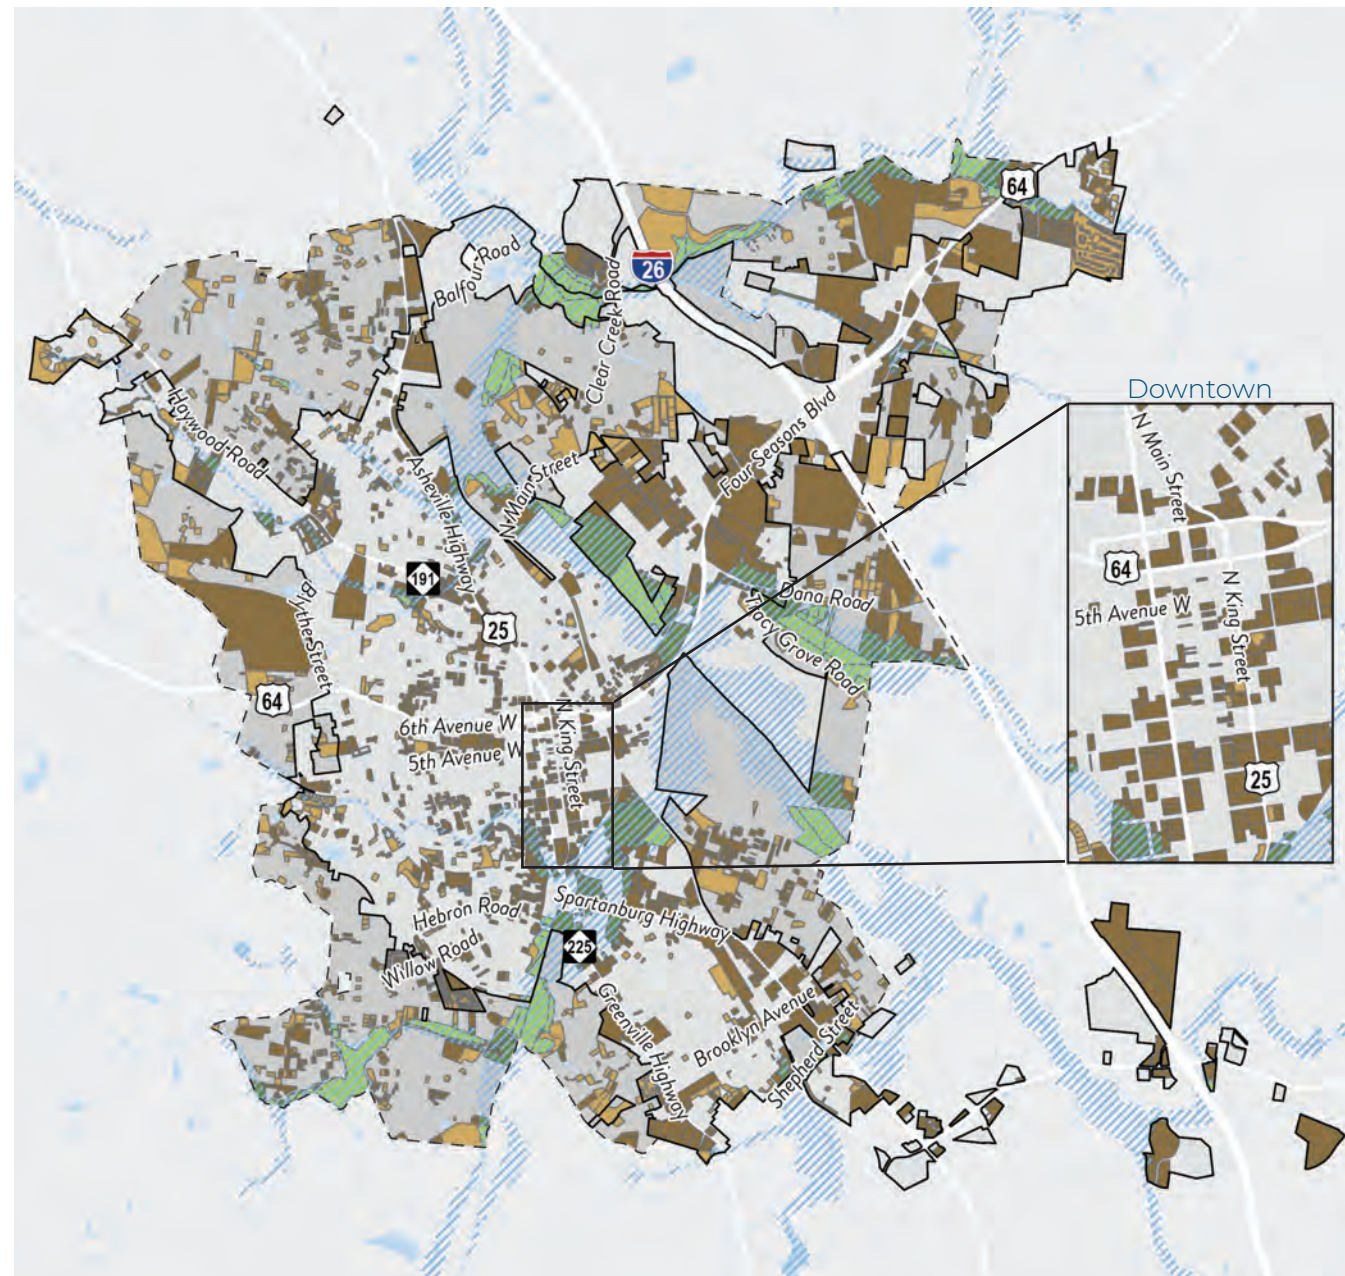 64
26
Balfour Road
Clear Creek Road
Downtown
Haywood Road
Four Seasons Blvd
N Main Street
Asheville Highway
N Main Street
191
64
Dana Road
5th Avenue W
N King Street
Blythe Street
25
Tracy Grove Road
64
6th Avenue W
5th Avenue W
N King Street
25
Hebron Road
Spartanburg Highway
Willow Road
225
Greenville Highway
Brooklyn Avenue
Shepherd Street